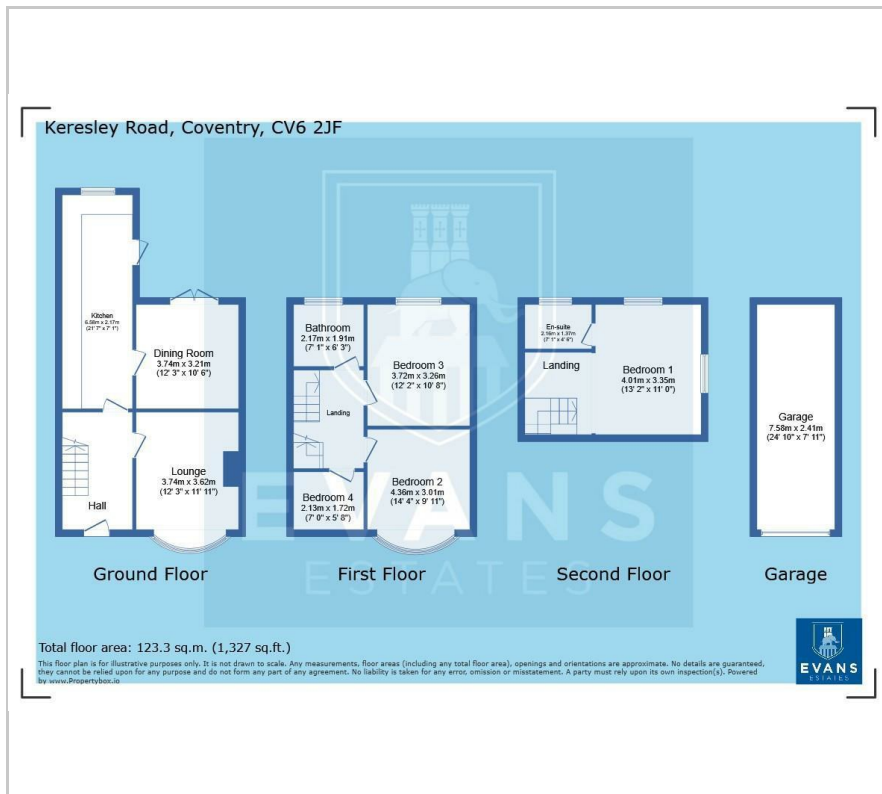 Keresley Road, Coventry, CV6 2JF
Kitchen
6.58m x 2.17m
(21' 7" x 7' 1")
Dining Room
3.74m x 3.21m
(12' 3" x 10' 6")
Lounge
3.74m x 3.62m
(12' 3" x 11' 11")
Hall
Ground Floor
Bathroom
2.17m x 1.91m
(7' 1" x 6' 3")
Bedroom 3
3.72m x 3.26m
(12' 2" x 10' 8")
Landing
Bedroom 2
4.36m x 3.01m
(14' 4" x 9' 11")
Bedroom 4
2.13m x 1.72m
(7' 0" x 5' 8")
First Floor
En-suite
2.16m x 1.37m
(7' 1" x 4' 6")
Landing
Bedroom 1
4.01m x 3.35m
(13' 2" x 11' 0")
Second Floor
Garage
7.58m x 2.41m
(24' 10" x 7' 11")
Garage
EVANS
ESTATES
Total floor area: 123.3 sq.m. (1,327 sq.ft.)
This floor plan is for illustrative purposes only. It is not drawn to scale. Any measurements, floor areas (including any total floor area), openings and orientations are approximate. No details are guaranteed,
they cannot be relied upon for any purpose and do not form any part of any agreement. No liability is taken for any error, omission or misstatement. A party must rely upon its own inspection(s). Powered
by www.Propertybox.io
EVANS
ESTATES